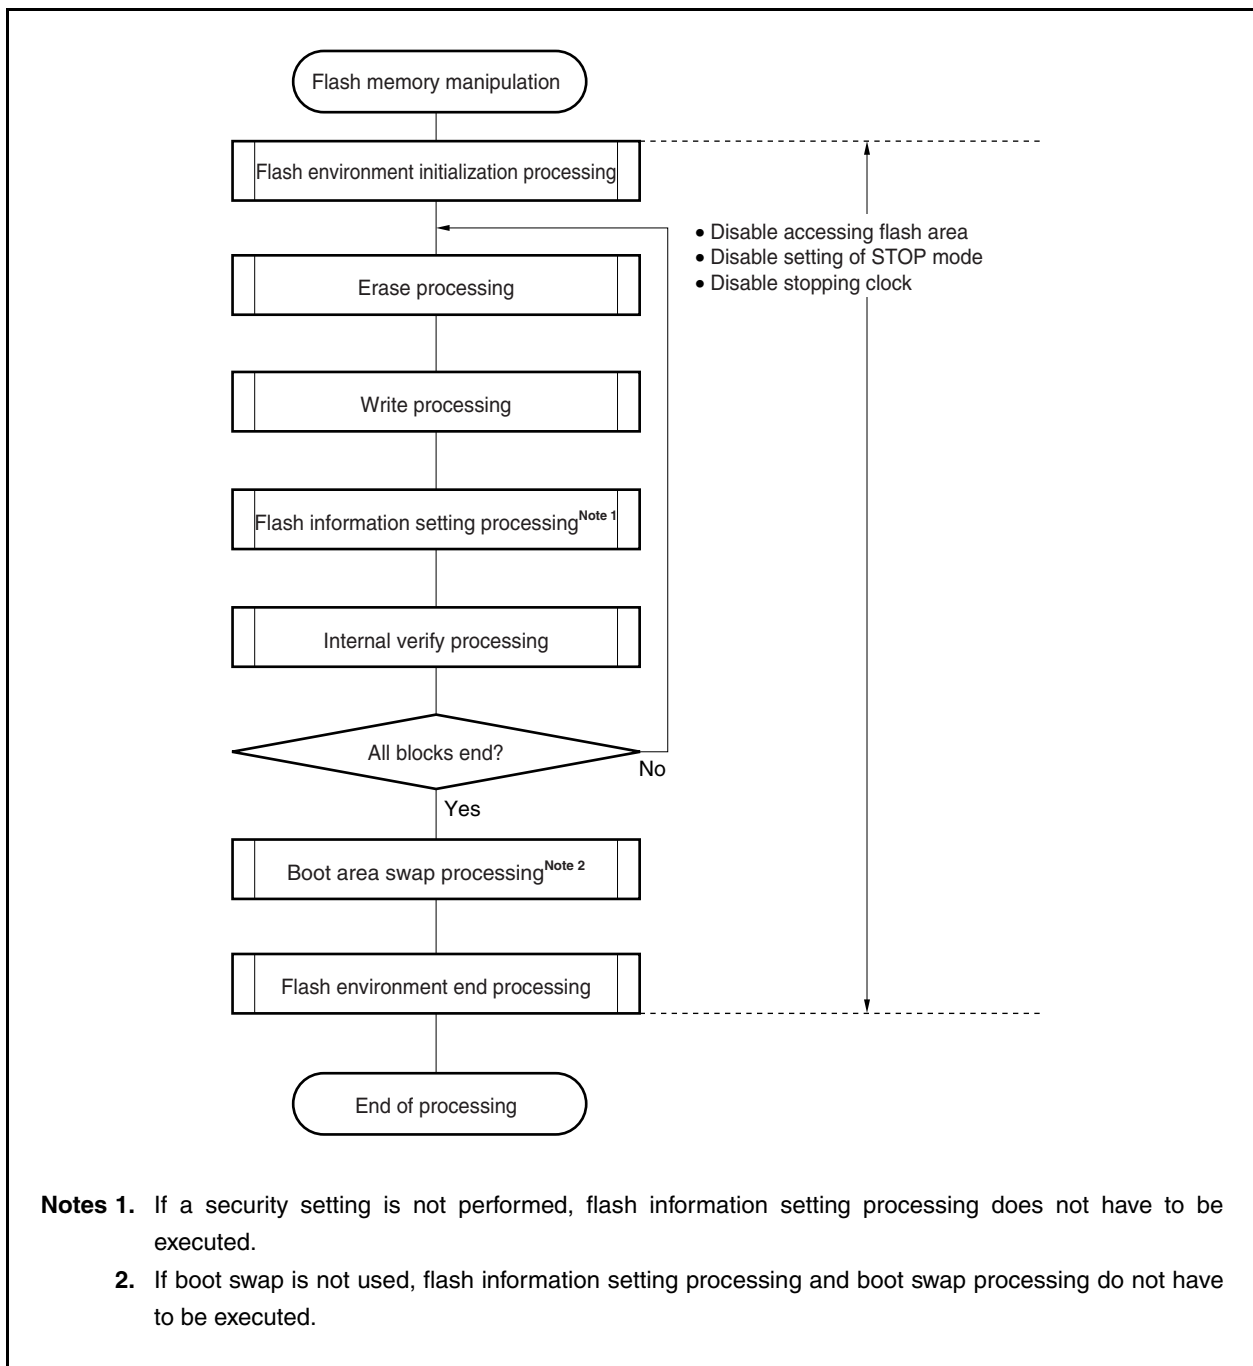 Flash memory manipulation
Flash environment initialization processing
• Disable accessing flash area
• Disable setting of STOP mode
• Disable stopping clock
Erase processing
Write processing
Flash information setting processing Note 1
Internal verify processing
All blocks end?
No
Yes
Boot area swap processing Note 2
Flash environment end processing
End of processing
Notes 1. If a security setting is not performed, flash information setting processing does not have to be
executed.
2. If boot swap is not used, flash information setting processing and boot swap processing do not have
to be executed.